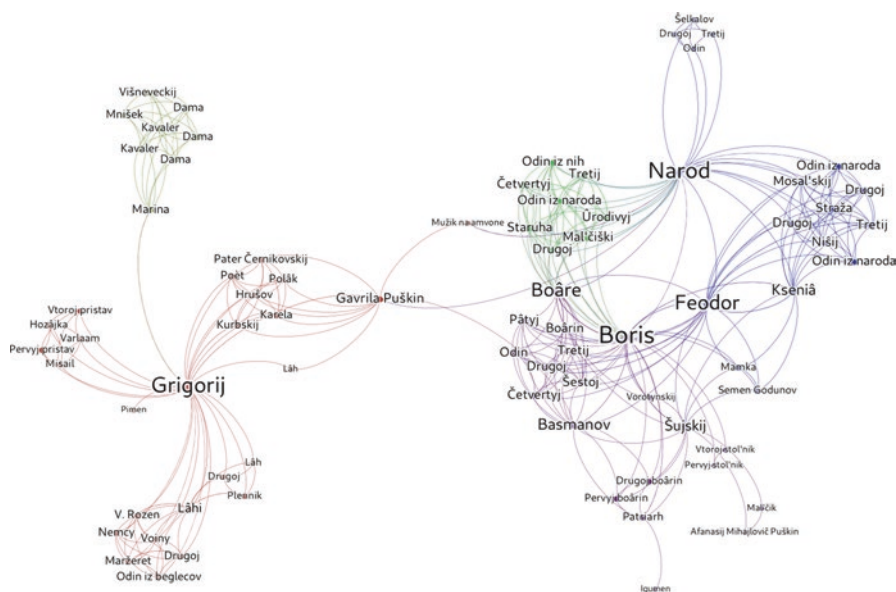 Šelkalov
Drugoj
Tretij
Odin
Višneveckij
Mnišek
Dama
Kavaler
Dama
Kavaler
Dama
Marina
Narod
Odin iz nih
Tretij
Četvertyj
Odin iz naroda
Ûrodivyj
Staruha
Mal'čiški
Drugoj
Odin iz naroda
Mosal'skij
Drugoj
Straža
Drugoj
Tretij
Nišij
Odin iz naroda
Mužik na amvone
Pater Černikovskij
Poèt
Polâk
Hrušov
Karela
Kurbskij
Gavrila Puškin
Boâre
Feodor
Kseniâ
Vtoroj pristav
Hozâjka
Varlaam
Pervyj pristav
Misail
Grigorij
Pimen
Lâh
Pâtyj
Boârin
Boris
Odin
Tretij
Drugoj
Šestoj
Četvertyj
Mamka
Semen Godunov
Vorotynskij
Basmanov
Šujskij
Vtoroj stol'nik
Pervyj stol'nik
Lâh
Drugoj
Plennik
Drugoj boârin
Pervyj boârin
Patriarh
Mal'čik
Afanasij Mihajlovič Puškin
V. Rozen
Lâhi
Nemcy
Voiny
Maržeret
Drugoj
Odin iz beglecov
Igumen